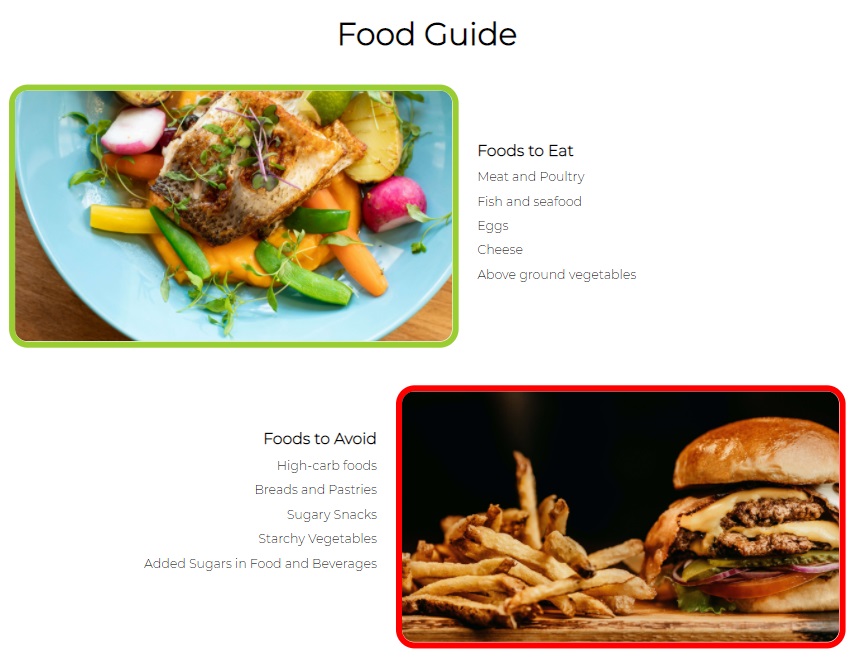 Food Guide
Foods to Eat
Meat and Poultry
Fish and seafood
Eggs
Cheese
Above ground vegetables
Foods to Avoid
High-carb foods
Breads and Pastries
Sugary Snacks
Starchy Vegetables
Added Sugars in Food and Beverages